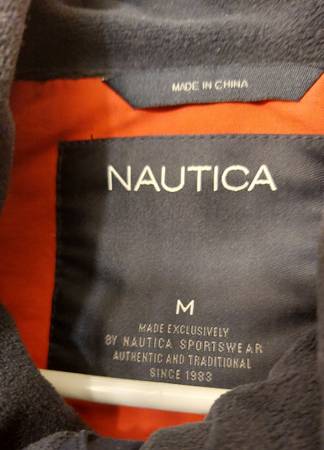 MADE IN CHINA
NAUTICA
M
MADE EXCLUSIVELY
BY NAUTICA SPORTSWEAR
AUTHENTIC AND TRADITIONAL
SINCE 1983